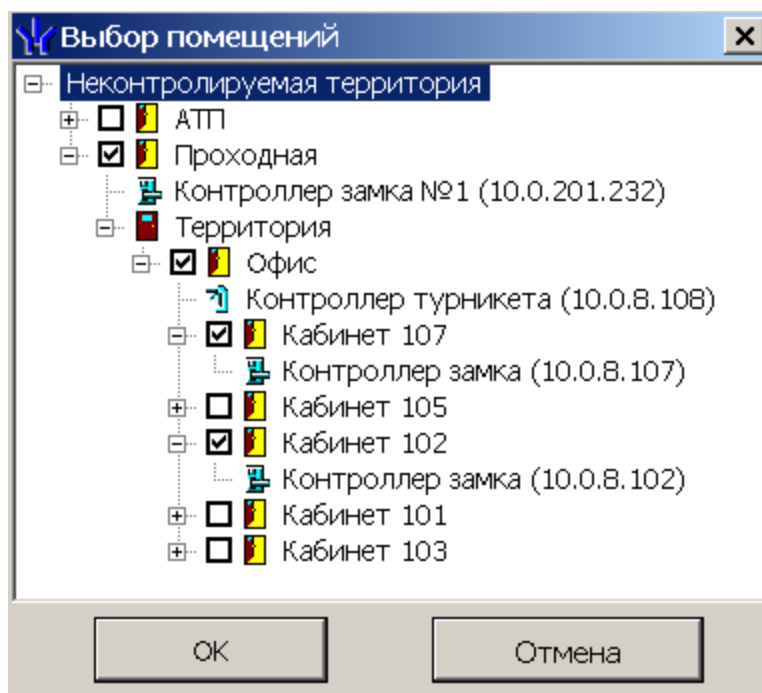 Выбор помещений
Неконтролируемая территория
АТП
Проходная
Контроллер замка №1 (10.0.201.232)
Территория
Офис
Контроллер турникета (10.0.8.108)
Кабинет 107
Контроллер замка (10.0.8.107)
Кабинет 105
Кабинет 102
Контроллер замка (10.0.8.102)
Кабинет 101
Кабинет 103
ОК Отмена